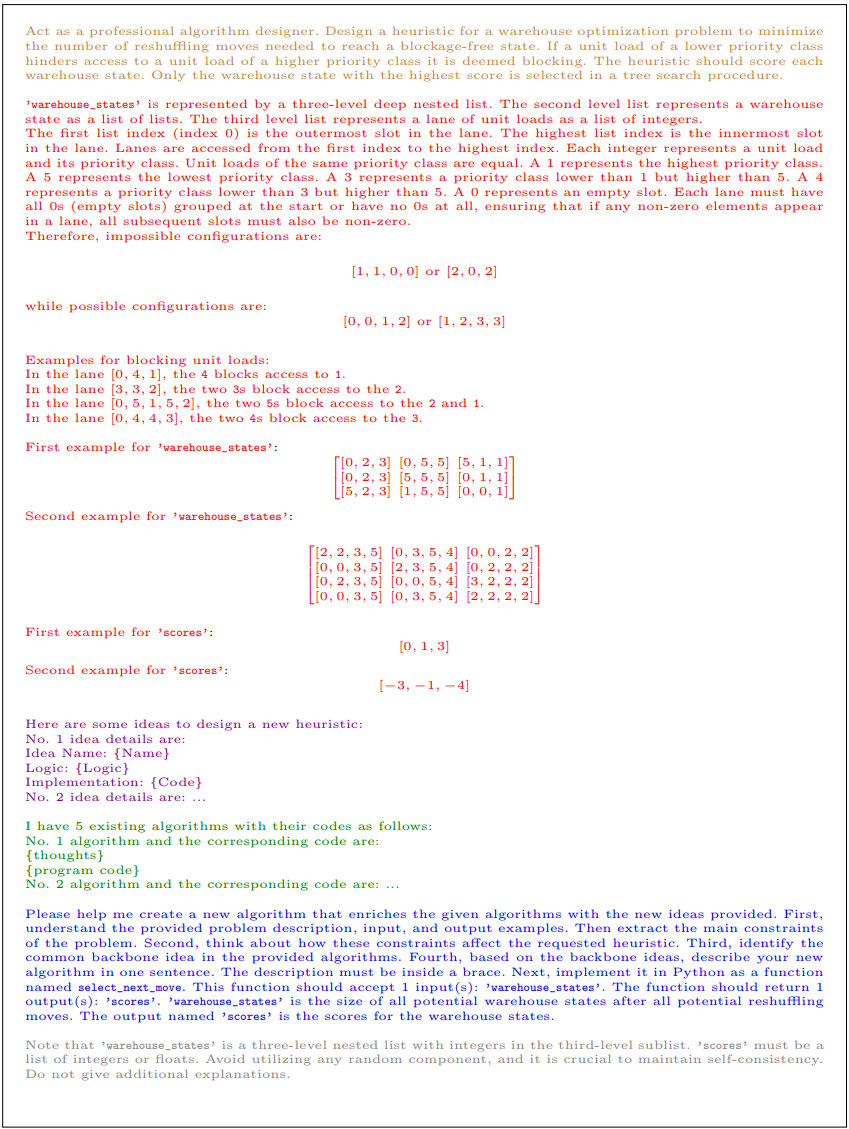 Act as a professional algorithm designer. Design a heuristic for a warehouse optimization problem to minimize
the number of reshuffling moves needed to reach a blockage-free state. If a unit load of a lower priority class
hinders access to a unit load of a higher priority class it is deemed blocking. The heuristic should score each
warehouse state. Only the warehouse state with the highest score is selected in a tree search procedure.
'warehouse_states' is represented by a three-level deep nested list. The second level list represents a warehouse
state as a list of lists. The third level list represents a lane of unit loads as a list of integers.
The first list index (index 0) is the outermost slot in the lane. The highest list index is the innermost slot
in the lane. Lanes are accessed from the first index to the highest index. Each integer represents a unit load
and its priority class. Unit loads of the same priority class are equal. A 1 represents the highest priority class.
A 5 represents the lowest priority class. A 3 represents a priority class lower than 1 but higher than 5. A 4
represents a priority class lower than 3 but higher than 5. A 0 represents an empty slot. Each lane must have
all 0s (empty slots) grouped at the start or have no 0s at all, ensuring that if any non-zero elements appear
in a lane, all subsequent slots must also be non-zero.
Therefore, impossible configurations are:
[1, 1, 0, 0] or [2, 0, 2]
while possible configurations are:
[0, 0, 1, 2] or [1, 2, 3, 3]
Examples for blocking unit loads:
In the lane [0, 4, 1], the 4 blocks access to 1.
In the lane [3, 3, 2], the two 3s block access to the 2.
In the lane [0, 5, 1, 5, 2], the two 5s block access to the 2 and 1.
In the lane [0, 4, 4, 3], the two 4s block access to the 3.
First example for 'warehouse_states':
[[0, 2, 3] [0, 5, 5] [5, 1, 1]]
[[0, 2, 3] [5, 5, 5] [0, 1, 1]]
[[5, 2, 3] [1, 5, 5] [0, 0, 1]]
Second example for 'warehouse_states':
[[2, 2, 3, 5] [0, 3, 5, 4] [0, 0, 2, 2]]
[[0, 0, 3, 5] [2, 3, 5, 4] [0, 2, 2, 2]]
[[0, 2, 3, 5] [0, 0, 5, 4] [3, 2, 2, 2]]
[[0, 0, 3, 5] [0, 3, 5, 4] [2, 2, 2, 2]]
First example for 'scores':
[0, 1, 3]
Second example for 'scores':
[−3, −1, −4]
Here are some ideas to design a new heuristic:
No. 1 idea details are:
Idea Name: {Name}
Logic: {Logic}
Implementation: {Code}
No. 2 idea details are: ...
I have 5 existing algorithms with their codes as follows:
No. 1 algorithm and the corresponding code are:
{thoughts}
{program code}
No. 2 algorithm and the corresponding code are: ...
Please help me create a new algorithm that enriches the given algorithms with the new ideas provided. First,
understand the provided problem description, input, and output examples. Then extract the main constraints
of the problem. Second, think about how these constraints affect the requested heuristic. Third, identify the
common backbone idea in the provided algorithms. Fourth, based on the backbone ideas, describe your new
algorithm in one sentence. The description must be inside a brace. Next, implement it in Python as a function
named select_next_move. This function should accept 1 input(s): 'warehouse_states'. The function should return 1
output(s): 'scores'. 'warehouse_states' is the size of all potential warehouse states after all potential reshuffling
moves. The output named 'scores' is the scores for the warehouse states.
Note that 'warehouse_states' is a three-level nested list with integers in the third-level sublist. 'scores' must be a
list of integers or floats. Avoid utilizing any random component, and it is crucial to maintain self-consistency.
Do not give additional explanations.